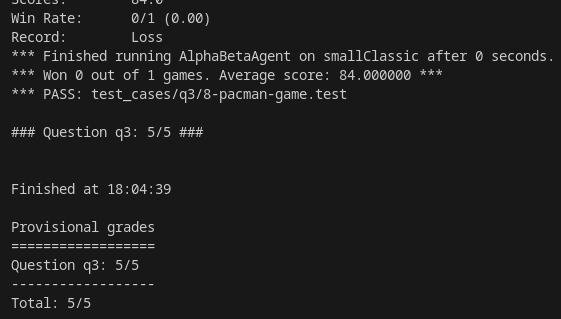 Scores:        84.0
Win Rate:      0/1 (0.00)
Record:        Loss
*** Finished running AlphaBetaAgent on smallClassic after 0 seconds.
*** Won 0 out of 1 games. Average score: 84.000000 ***
*** PASS: test_cases/q3/8-pacman-game.test
### Question q3: 5/5 ###
Finished at 18:04:39
Provisional grades
==================
Question q3: 5/5
------------------
Total: 5/5